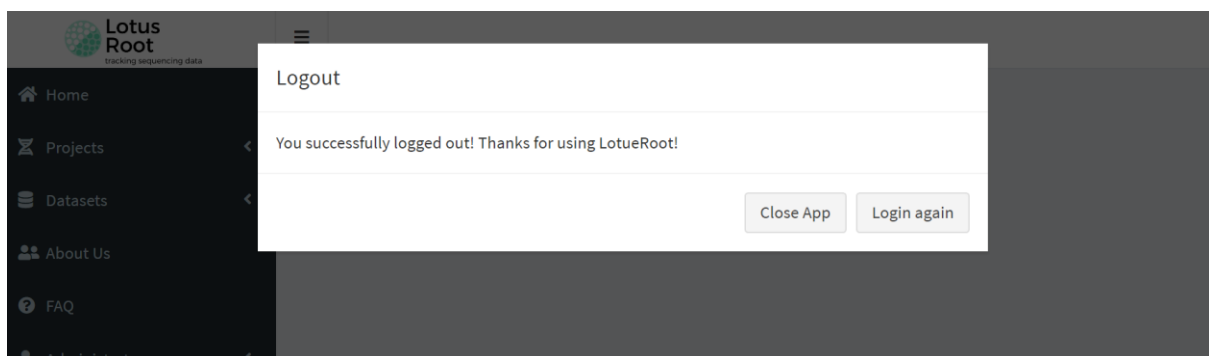 Lotus
Root
tracking sequencing data
Home
Projects
Datasets
About Us
FAQ
Logout
You successfully logged out! Thanks for using LotueRoot!
Close App
Login again